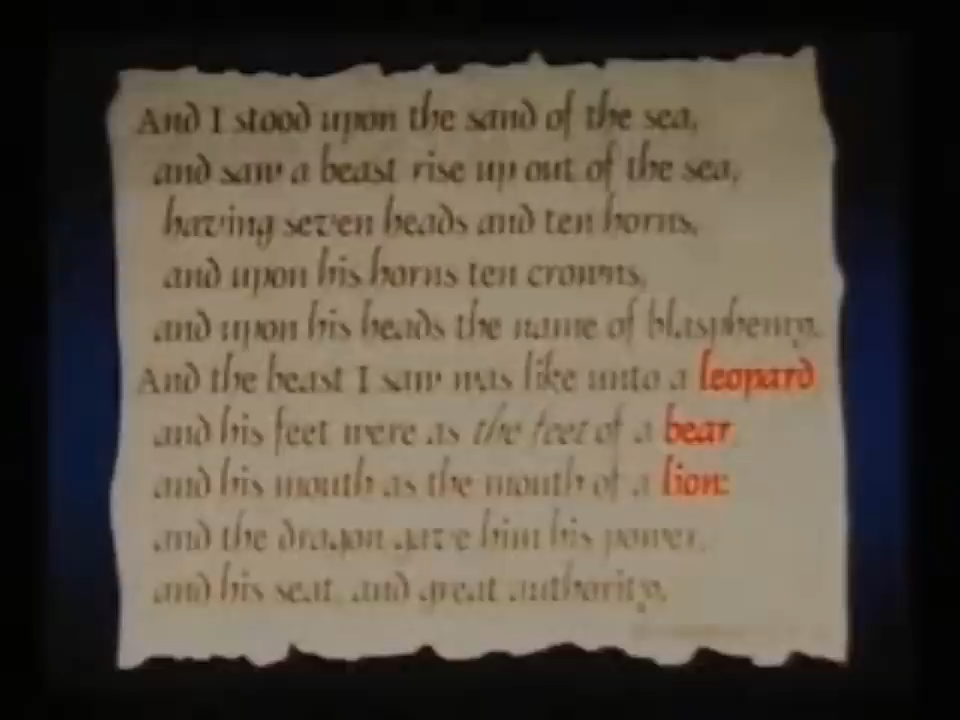 And I stood upon the sand of the sea,
and saw a beast rise up out of the sea,
having seven heads and ten horns,
and upon his horns ten crowns,
and upon his heads the name of blasphemy.
And the beast I saw was like unto a leopard
and his feet were as the feet of a bear
and his mouth as the mouth of a lion:
and the dragon gave him his power,
and his seat, and great authority.